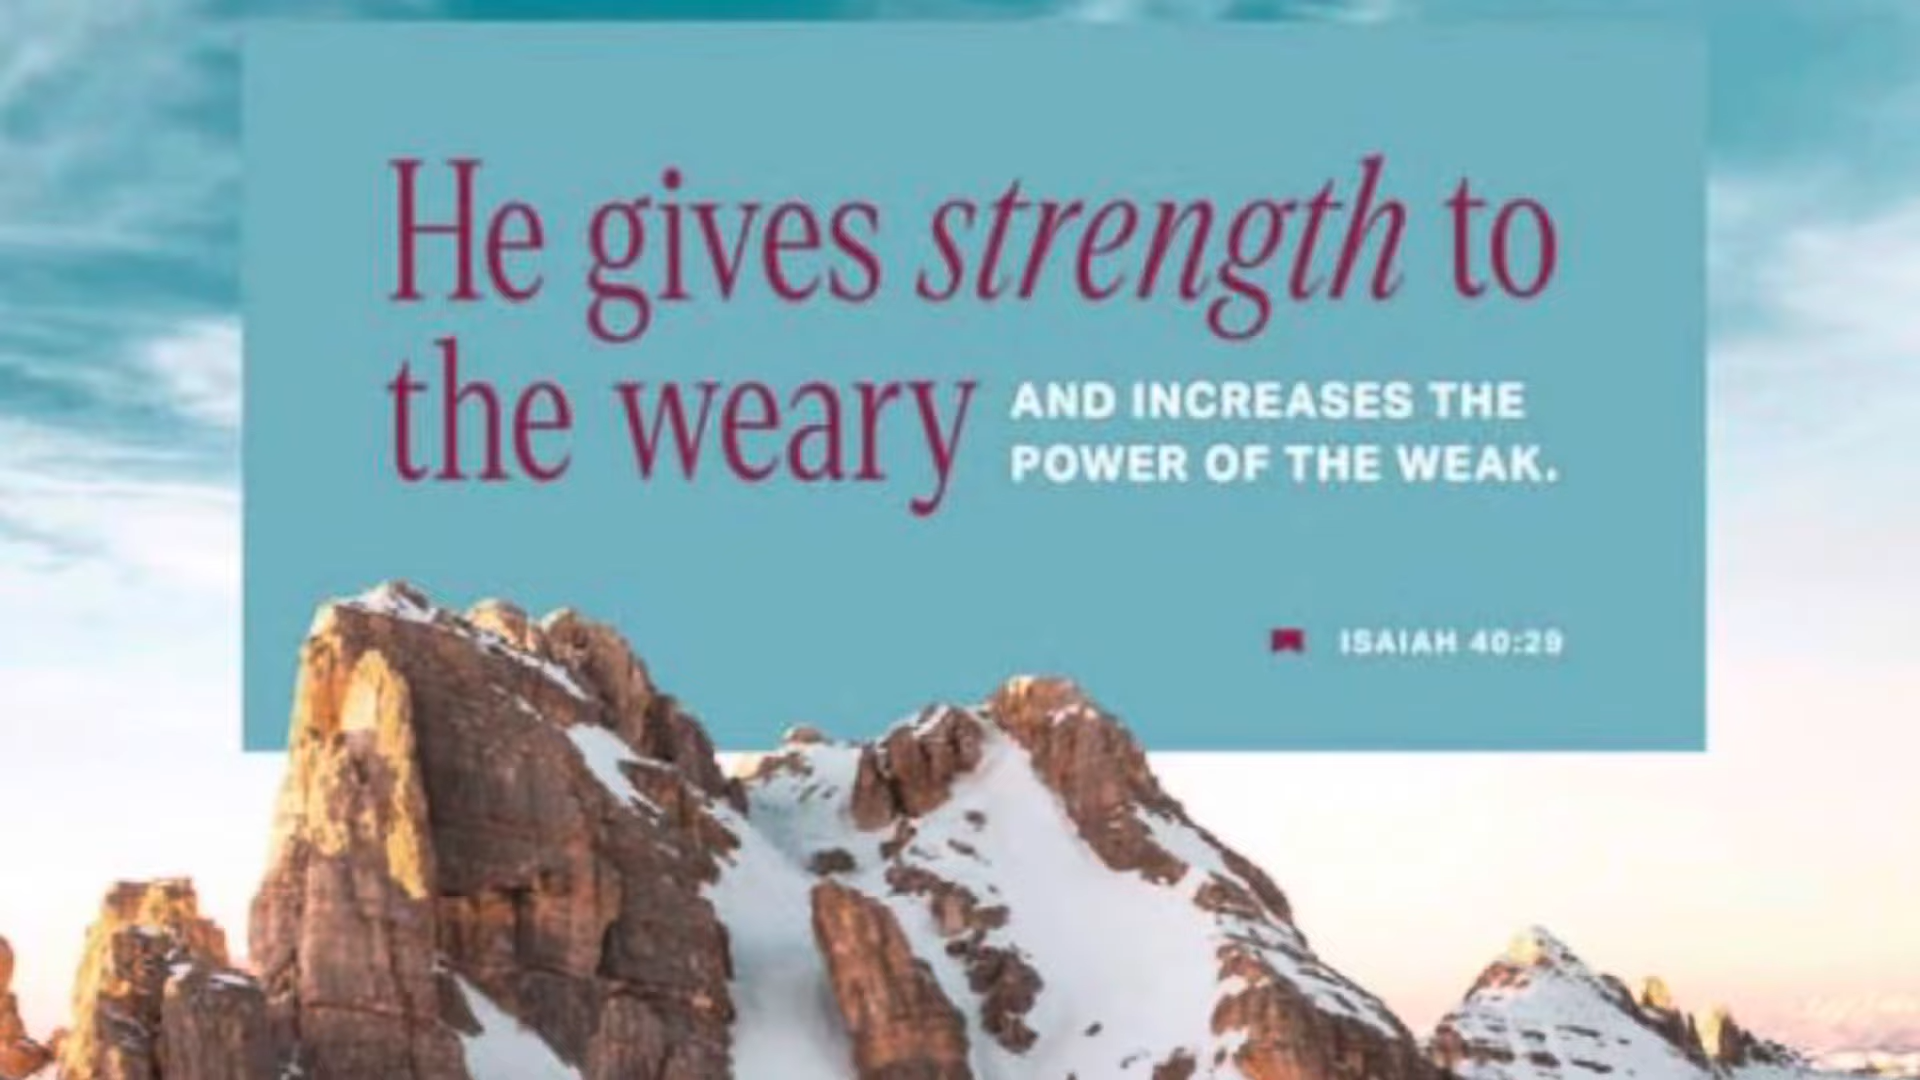 He gives strength to
the weary
AND INCREASES THE
POWER OF THE WEAK.
ISAIAH 40:29